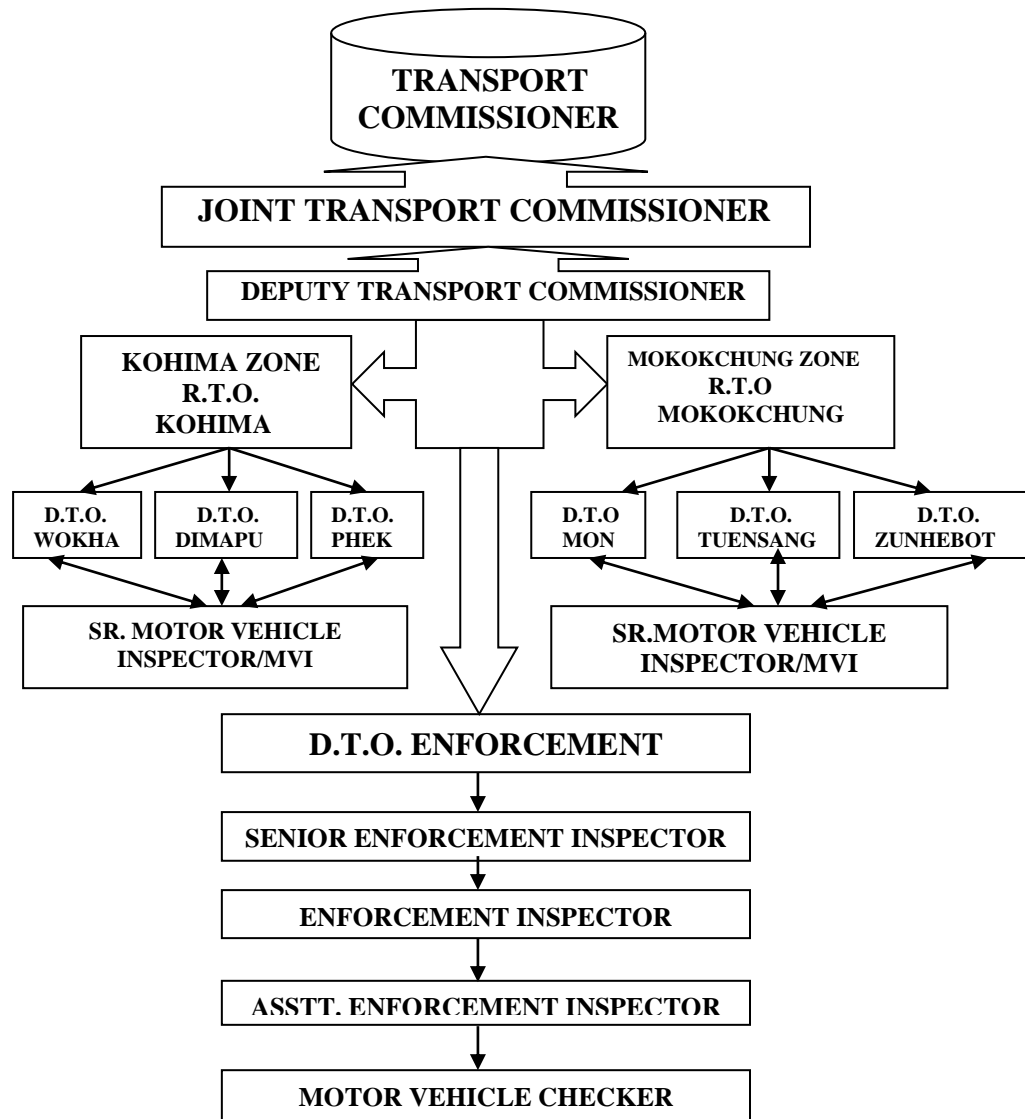 TRANSPORT
COMMISSIONER
JOINT TRANSPORT COMMISSIONER
DEPUTY TRANSPORT COMMISSIONER
KOHIMA ZONE
R.T.O.
KOHIMA
MOKOKCHUNG ZONE
R.T.O
MOKOKCHUNG
D.T.O.
WOKHA
D.T.O.
DIMAPU
D.T.O.
PHEK
D.T.O
MON
D.T.O.
TUENSANG
D.T.O.
ZUNHEBOT
SR. MOTOR VEHICLE
INSPECTOR/MVI
SR.MOTOR VEHICLE
INSPECTOR/MVI
D.T.O. ENFORCEMENT
SENIOR ENFORCEMENT INSPECTOR
ENFORCEMENT INSPECTOR
ASSTT. ENFORCEMENT INSPECTOR
MOTOR VEHICLE CHECKER